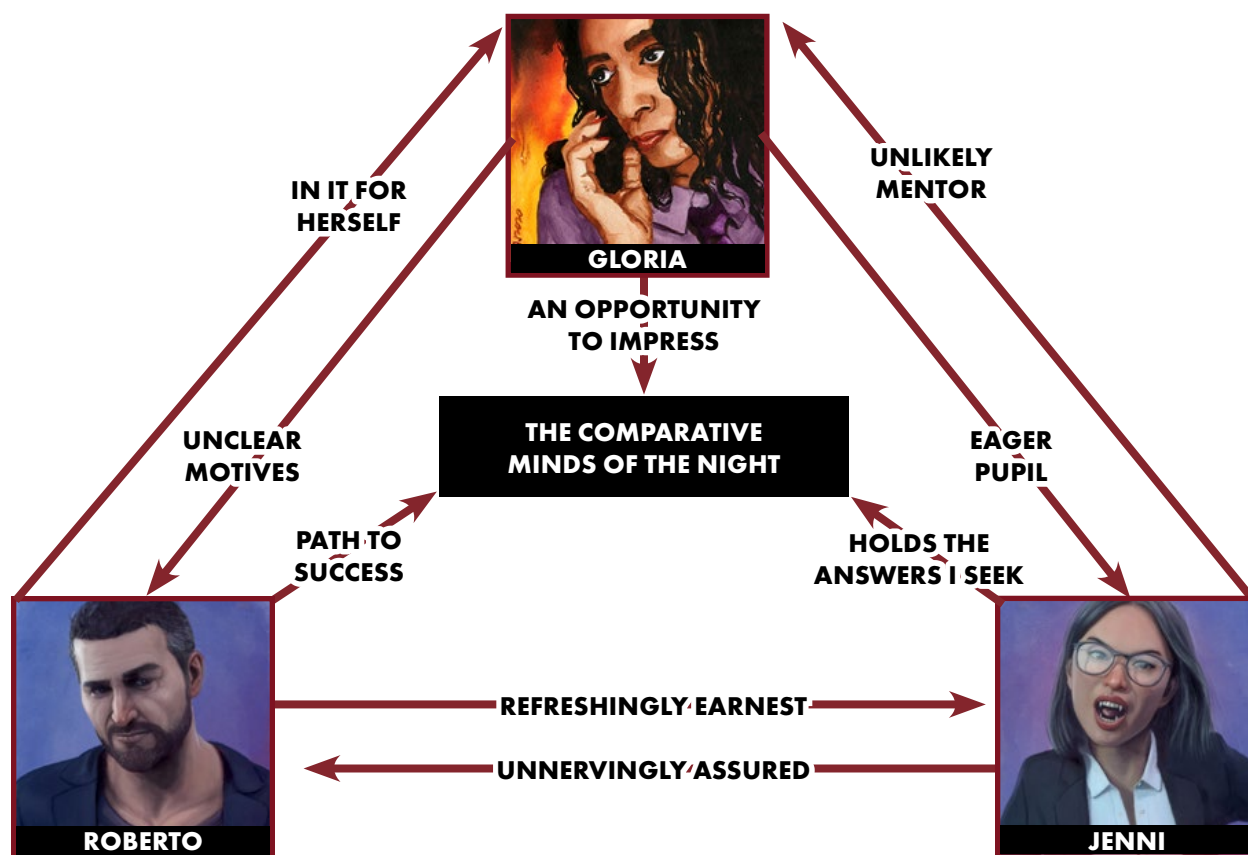 IN IT FOR
HERSELF
UNLIKELY
MENTOR
GLORIA
AN OPPORTUNITY
TO IMPRESS
THE COMPARATIVE
MINDS OF THE NIGHT
UNCLEAR
MOTIVES
EAGER
PUPIL
PATH TO
SUCCESS
HOLDS THE
ANSWERS I SEEK
REFRESHINGLY EARNEST
UNNERVINGLY ASSURED
ROBERTO
JENNI